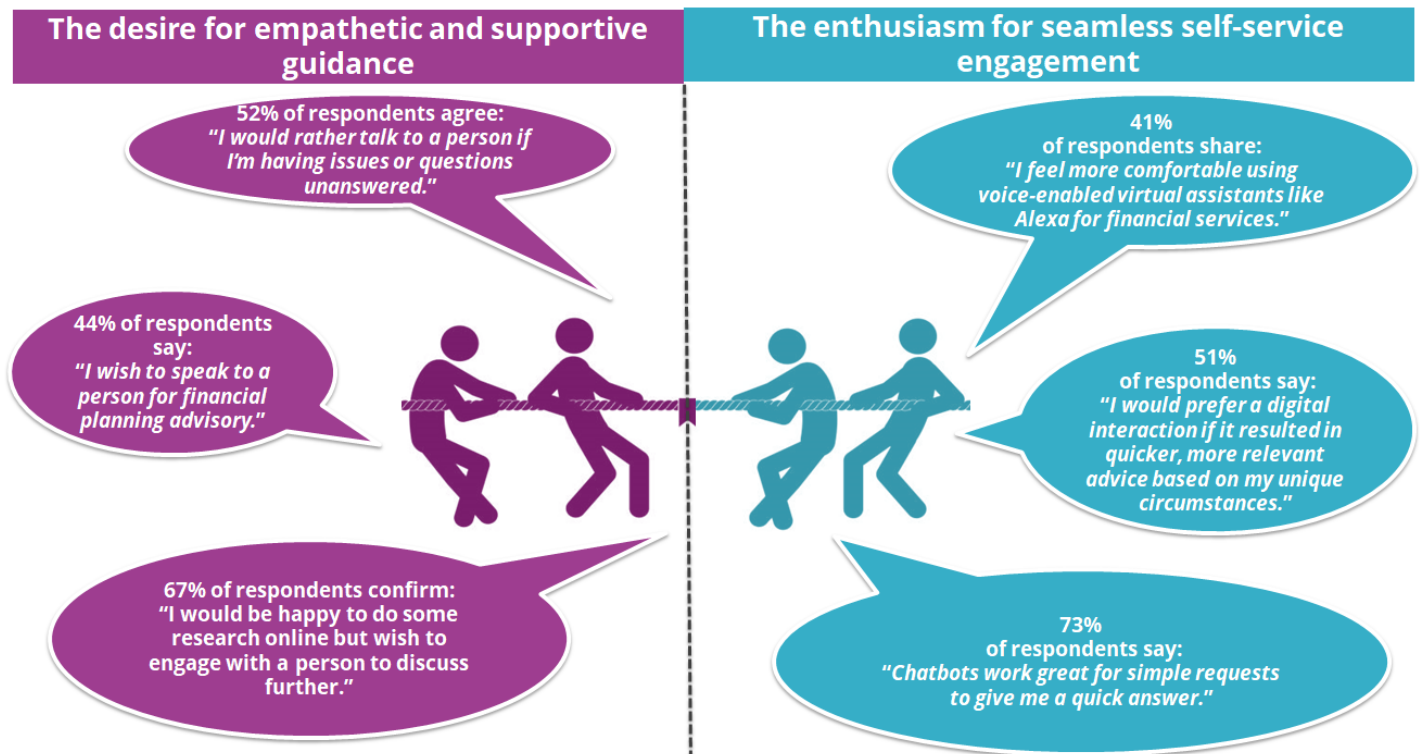 The desire for empathetic and supportive
guidance
The enthusiasm for seamless self-service
engagement
52% of respondents agree:
“I would rather talk to a person if
I’m having issues or questions
unanswered.”
44% of respondents
say:
“I wish to speak to a
person for financial
planning advisory.”
67% of respondents confirm:
“I would be happy to do some
research online but wish to
engage with a person to discuss
further.”
41%
of respondents share:
“I feel more comfortable using
voice-enabled virtual assistants like
Alexa for financial services.”
51%
of respondents say:
“I would prefer a digital
interaction if it resulted in
quicker, more relevant
advice based on my unique
circumstances.”
73%
of respondents say:
“Chatbots work great for simple requests
to give me a quick answer.”